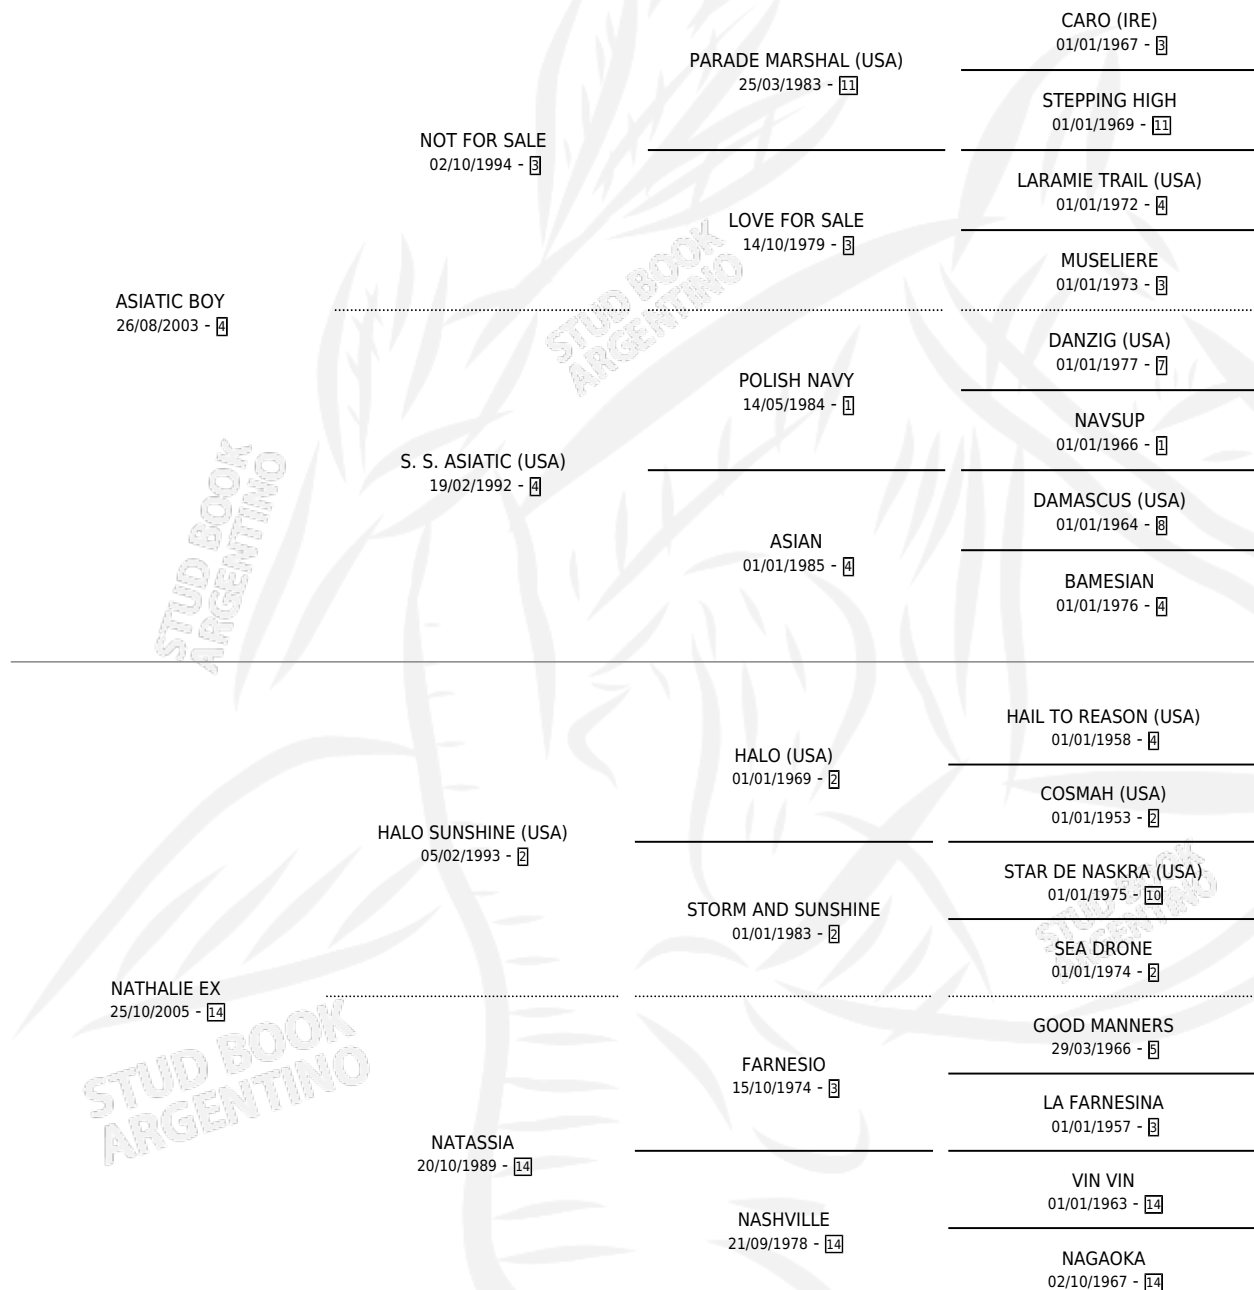 CARO (IRE)
01/01/1967 - 3
PARADE MARSHAL (USA)
25/03/1983 - 11
STEPPING HIGH
01/01/1969 - 11
NOT FOR SALE
02/10/1994 - 3
LARAMIE TRAIL (USA)
01/01/1972 - 4
LOVE FOR SALE
14/10/1979 - 3
MUSELIERE
01/01/1973 - 3
ASIATIC BOY
26/08/2003 - 4
STUD BOOK
ARGENTINO
DANZIG (USA)
01/01/1977 - 7
POLISH NAVY
14/05/1984 - 1
NAVSUP
01/01/1966 - 1
S. S. ASIATIC (USA)
19/02/1992 - 4
DAMASCUS (USA)
01/01/1964 - 8
ASIAN
01/01/1985 - 4
BAMESIAN
01/01/1976 - 4
STUD BOOK
ARGENTINO
HAIL TO REASON (USA)
01/01/1958 - 4
HALO (USA)
01/01/1969 - 2
COSMAH (USA)
01/01/1953 - 2
HALO SUNSHINE (USA)
05/02/1993 - 2
STAR DE NASKRA (USA)
01/01/1975 - 10
STORM AND SUNSHINE
01/01/1983 - 2
STUD BOOK
ARGENTINO
SEA DRONE
01/01/1974 - 2
NATHALIE EX
25/10/2005 - 14
GOOD MANNERS
29/03/1966 - 5
FARNESIO
15/10/1974 - 3
LA FARNESINA
01/01/1957 - 3
STUD BOOK
ARGENTINO
NATASSIA
20/10/1989 - 14
VIN VIN
01/01/1963 - 14
NASHVILLE
21/09/1978 - 14
NAGAOKA
02/10/1967 - 14